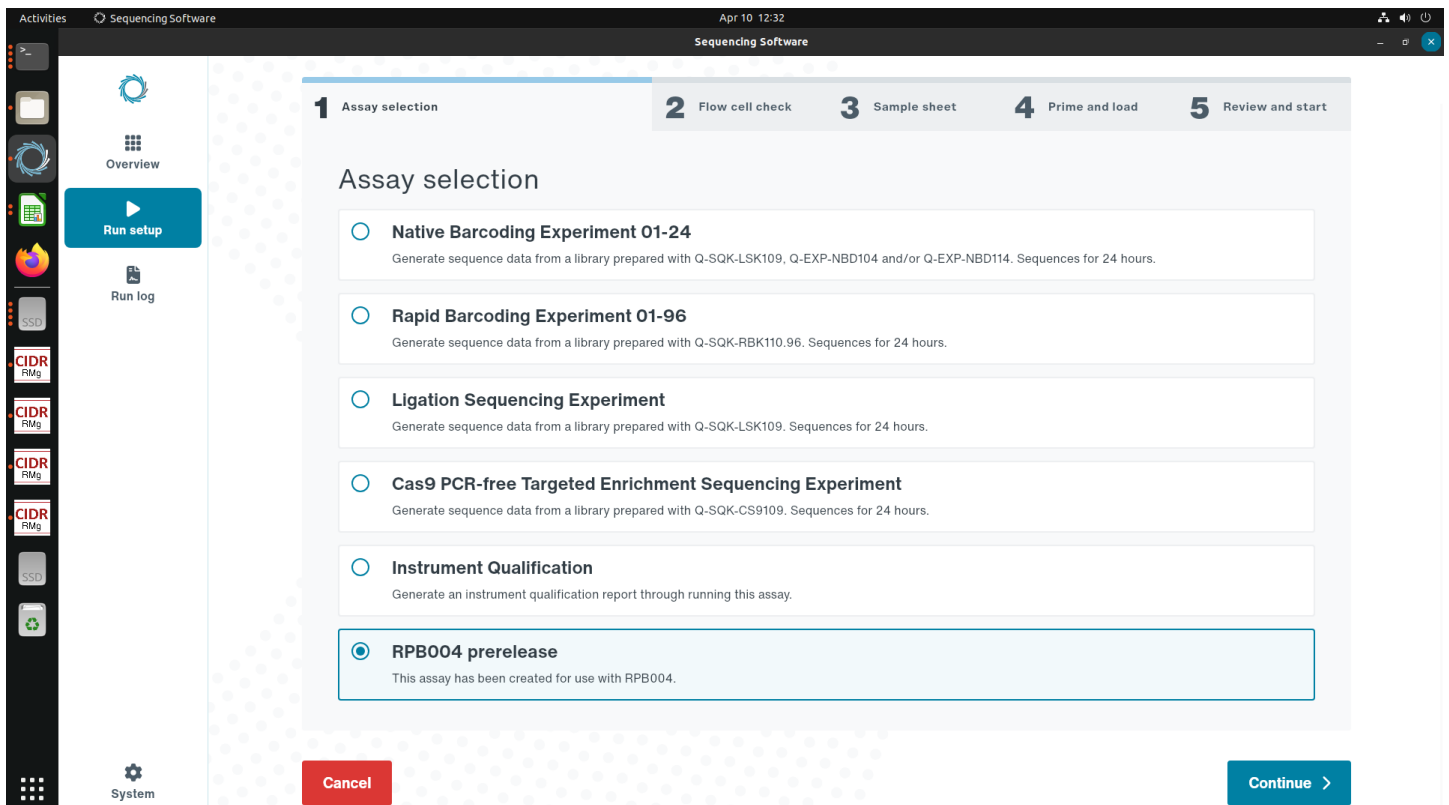 Activities Sequencing Software Apr 10 12:32
Sequencing Software
1 Assay selection 2 Flow cell check 3 Sample sheet 4 Prime and load 5 Review and start
Overview
Run setup
Run log
System
SSD
CIDR
RMg
CIDR
RMg
CIDR
RMg
CIDR
RMg
SSD
Assay selection
Native Barcoding Experiment 01-24
Generate sequence data from a library prepared with Q-SQK-LSK109, Q-EXP-NBD104 and/or Q-EXP-NBD114. Sequences for 24 hours.
Rapid Barcoding Experiment 01-96
Generate sequence data from a library prepared with Q-SQK-RBK110.96. Sequences for 24 hours.
Ligation Sequencing Experiment
Generate sequence data from a library prepared with Q-SQK-LSK109. Sequences for 24 hours.
Cas9 PCR-free Targeted Enrichment Sequencing Experiment
Generate sequence data from a library prepared with Q-SQK-CS9109. Sequences for 24 hours.
Instrument Qualification
Generate an instrument qualification report through running this assay.
RPB004 prerelease
This assay has been created for use with RPB004.
Cancel
Continue